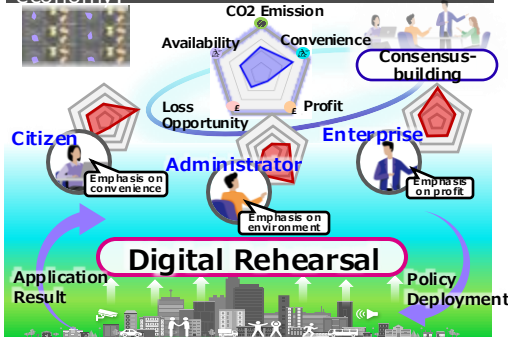 CO2 Emission
Availability
Convenience
Consensus-
building
Loss
Opportunity
£
£
Profit
Citizen
Administrator
Enterprise
Emphasis on
convenience
Emphasis on
environment
Emphasis
on profit
Digital Rehearsal
Application
Result
Policy
Deployment